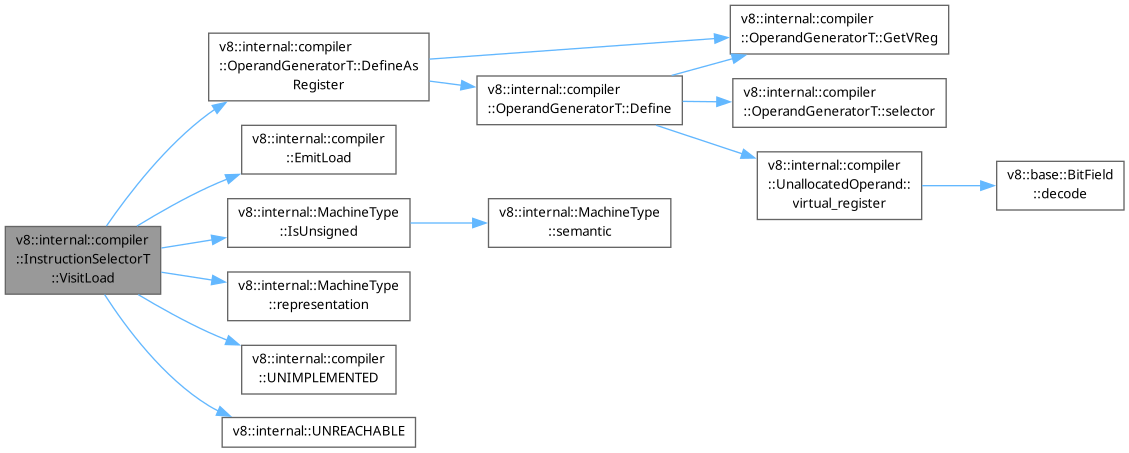 v8::internal::compiler
::InstructionSelectorT
::VisitLoad
v8::internal::compiler
::OperandGeneratorT::DefineAs
Register
v8::internal::compiler
::EmitLoad
v8::internal::MachineType
::IsUnsigned
v8::internal::MachineType
::representation
v8::internal::compiler
::UNIMPLEMENTED
v8::internal::UNREACHABLE
v8::internal::compiler
::OperandGeneratorT::Define
v8::internal::MachineType
::semantic
v8::internal::compiler
::OperandGeneratorT::GetVReg
v8::internal::compiler
::OperandGeneratorT::selector
v8::internal::compiler
::UnallocatedOperand::
virtual_register
v8::base::BitField
::decode